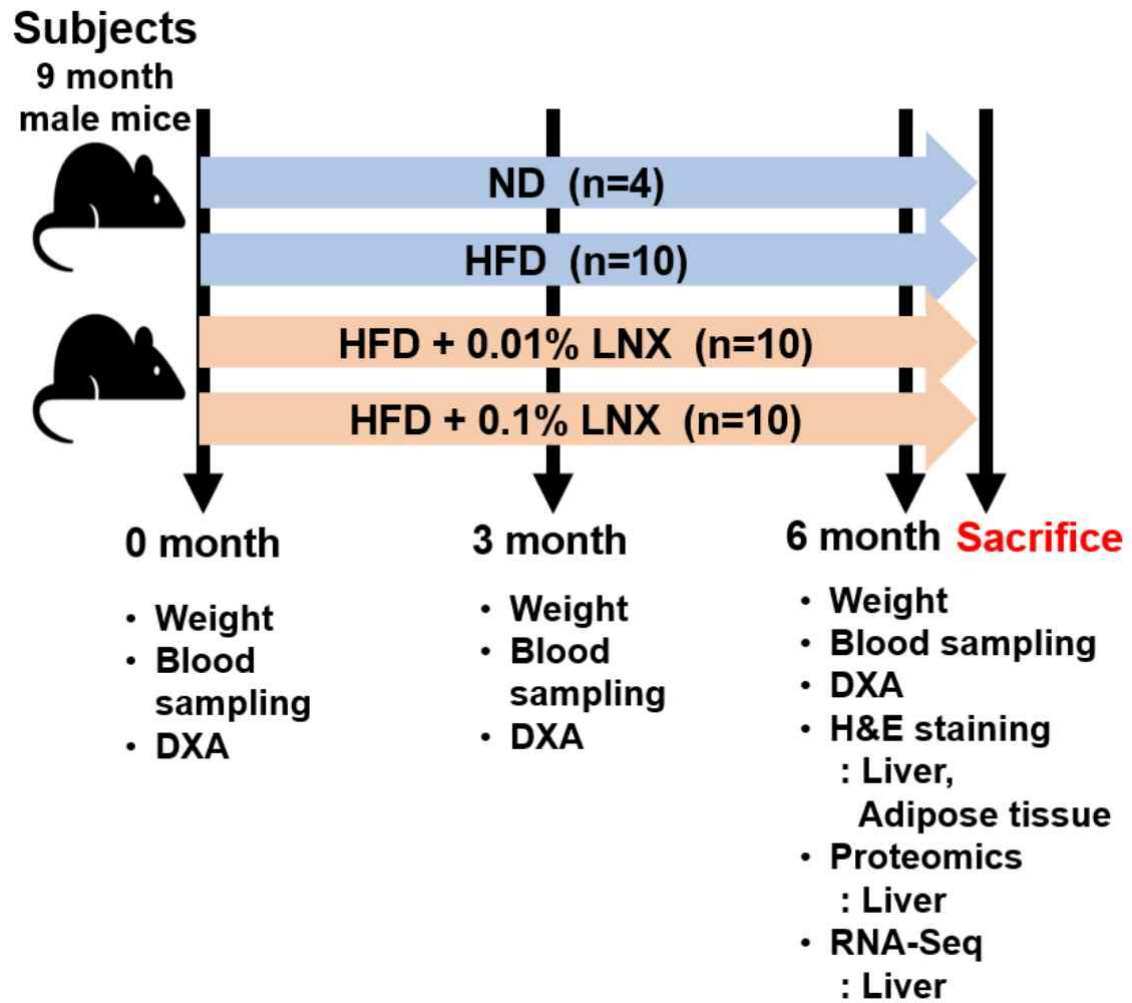 Subjects
9 month
male mice
ND (n=4)
HFD (n=10)
HFD + 0.01% LNX (n=10)
HFD + 0.1% LNX (n=10)
0 month
• Weight
• Blood
sampling
• DXA
3 month
• Weight
• Blood
sampling
• DXA
6 month
• Weight
• Blood sampling
• DXA
• H&E staining
: Liver,
Adipose tissue
• Proteomics
: Liver
• RNA-Seq
: Liver
Sacrifice